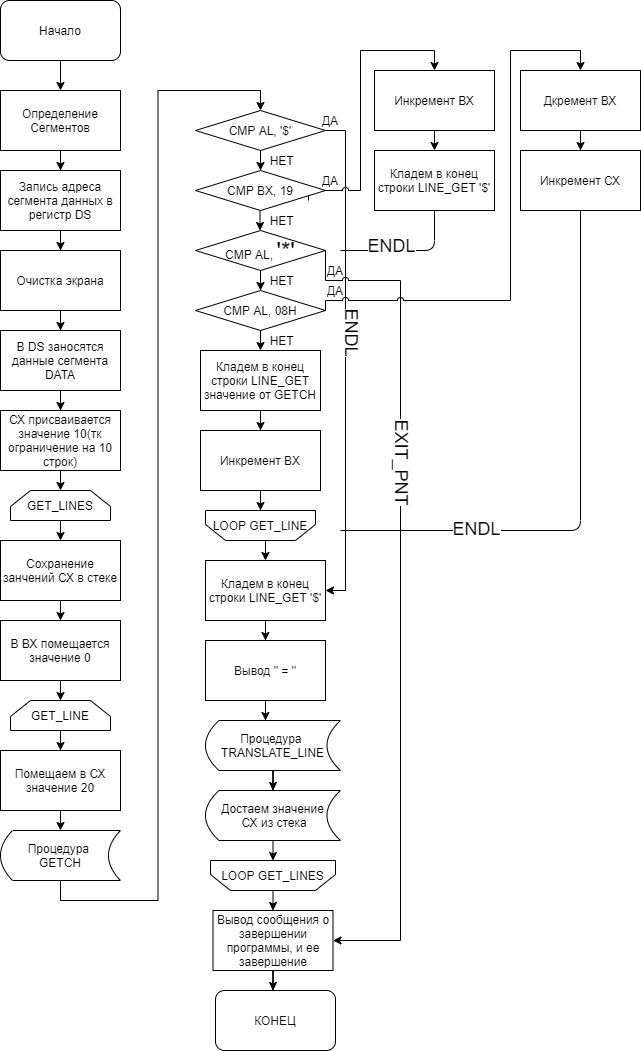 Начало
Определение
Сегментов
Запись адреса
сегмента данных в
регистр DS
Очистка экрана
В DS заносятся
данные сегмента
DATA
CX присваивается
значение 10(тк
ограничение на 10
строк)
GET_LINES
Сохранение
занчений CX в стеке
В BX помещается
значение 0
GET_LINE
Помещаем в CX
значение 20
Процедура
GETCH
CMP AL, '$'
ДА
НЕТ
CMP BX, 19
ДА
НЕТ
CMP AL, '*'
ДА
НЕТ
CMP AL, 08H
ДА
НЕТ
Кладем в конец
строки LINE_GET
значение от GETCH
Инкремент BX
LOOP GET_LINE
Кладем в конец
строки LINE_GET '$'
Вывод " = "
Процедура
TRANSLATE_LINE
Достаем значение
CX из стека
LOOP GET_LINES
Вывод сообщения о
завершении
программы, и ее
завершение
КОНЕЦ
Инкремент BX
Кладем в конец
строки LINE_GET '$'
ENDL
ENDL
EXIT_PNT
Дкремент BX
Инкремент CX
ENDL